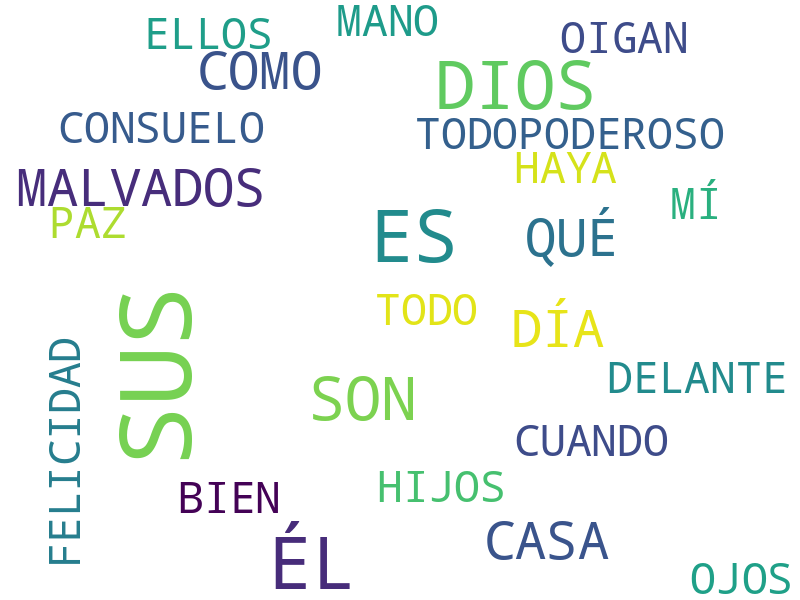 MANO
ELLOS
OIGAN
COMO
DIOS
CONSUELO
TODOPODEROSO
HAYA
MALVADOS
MÍ
PAZ
ES
QUÉ
SUS
TODO
DÍA
FELICIDAD
DELANTE
SON
CUANDO
HIJOS
BIEN
CASA
ÉL
OJOS